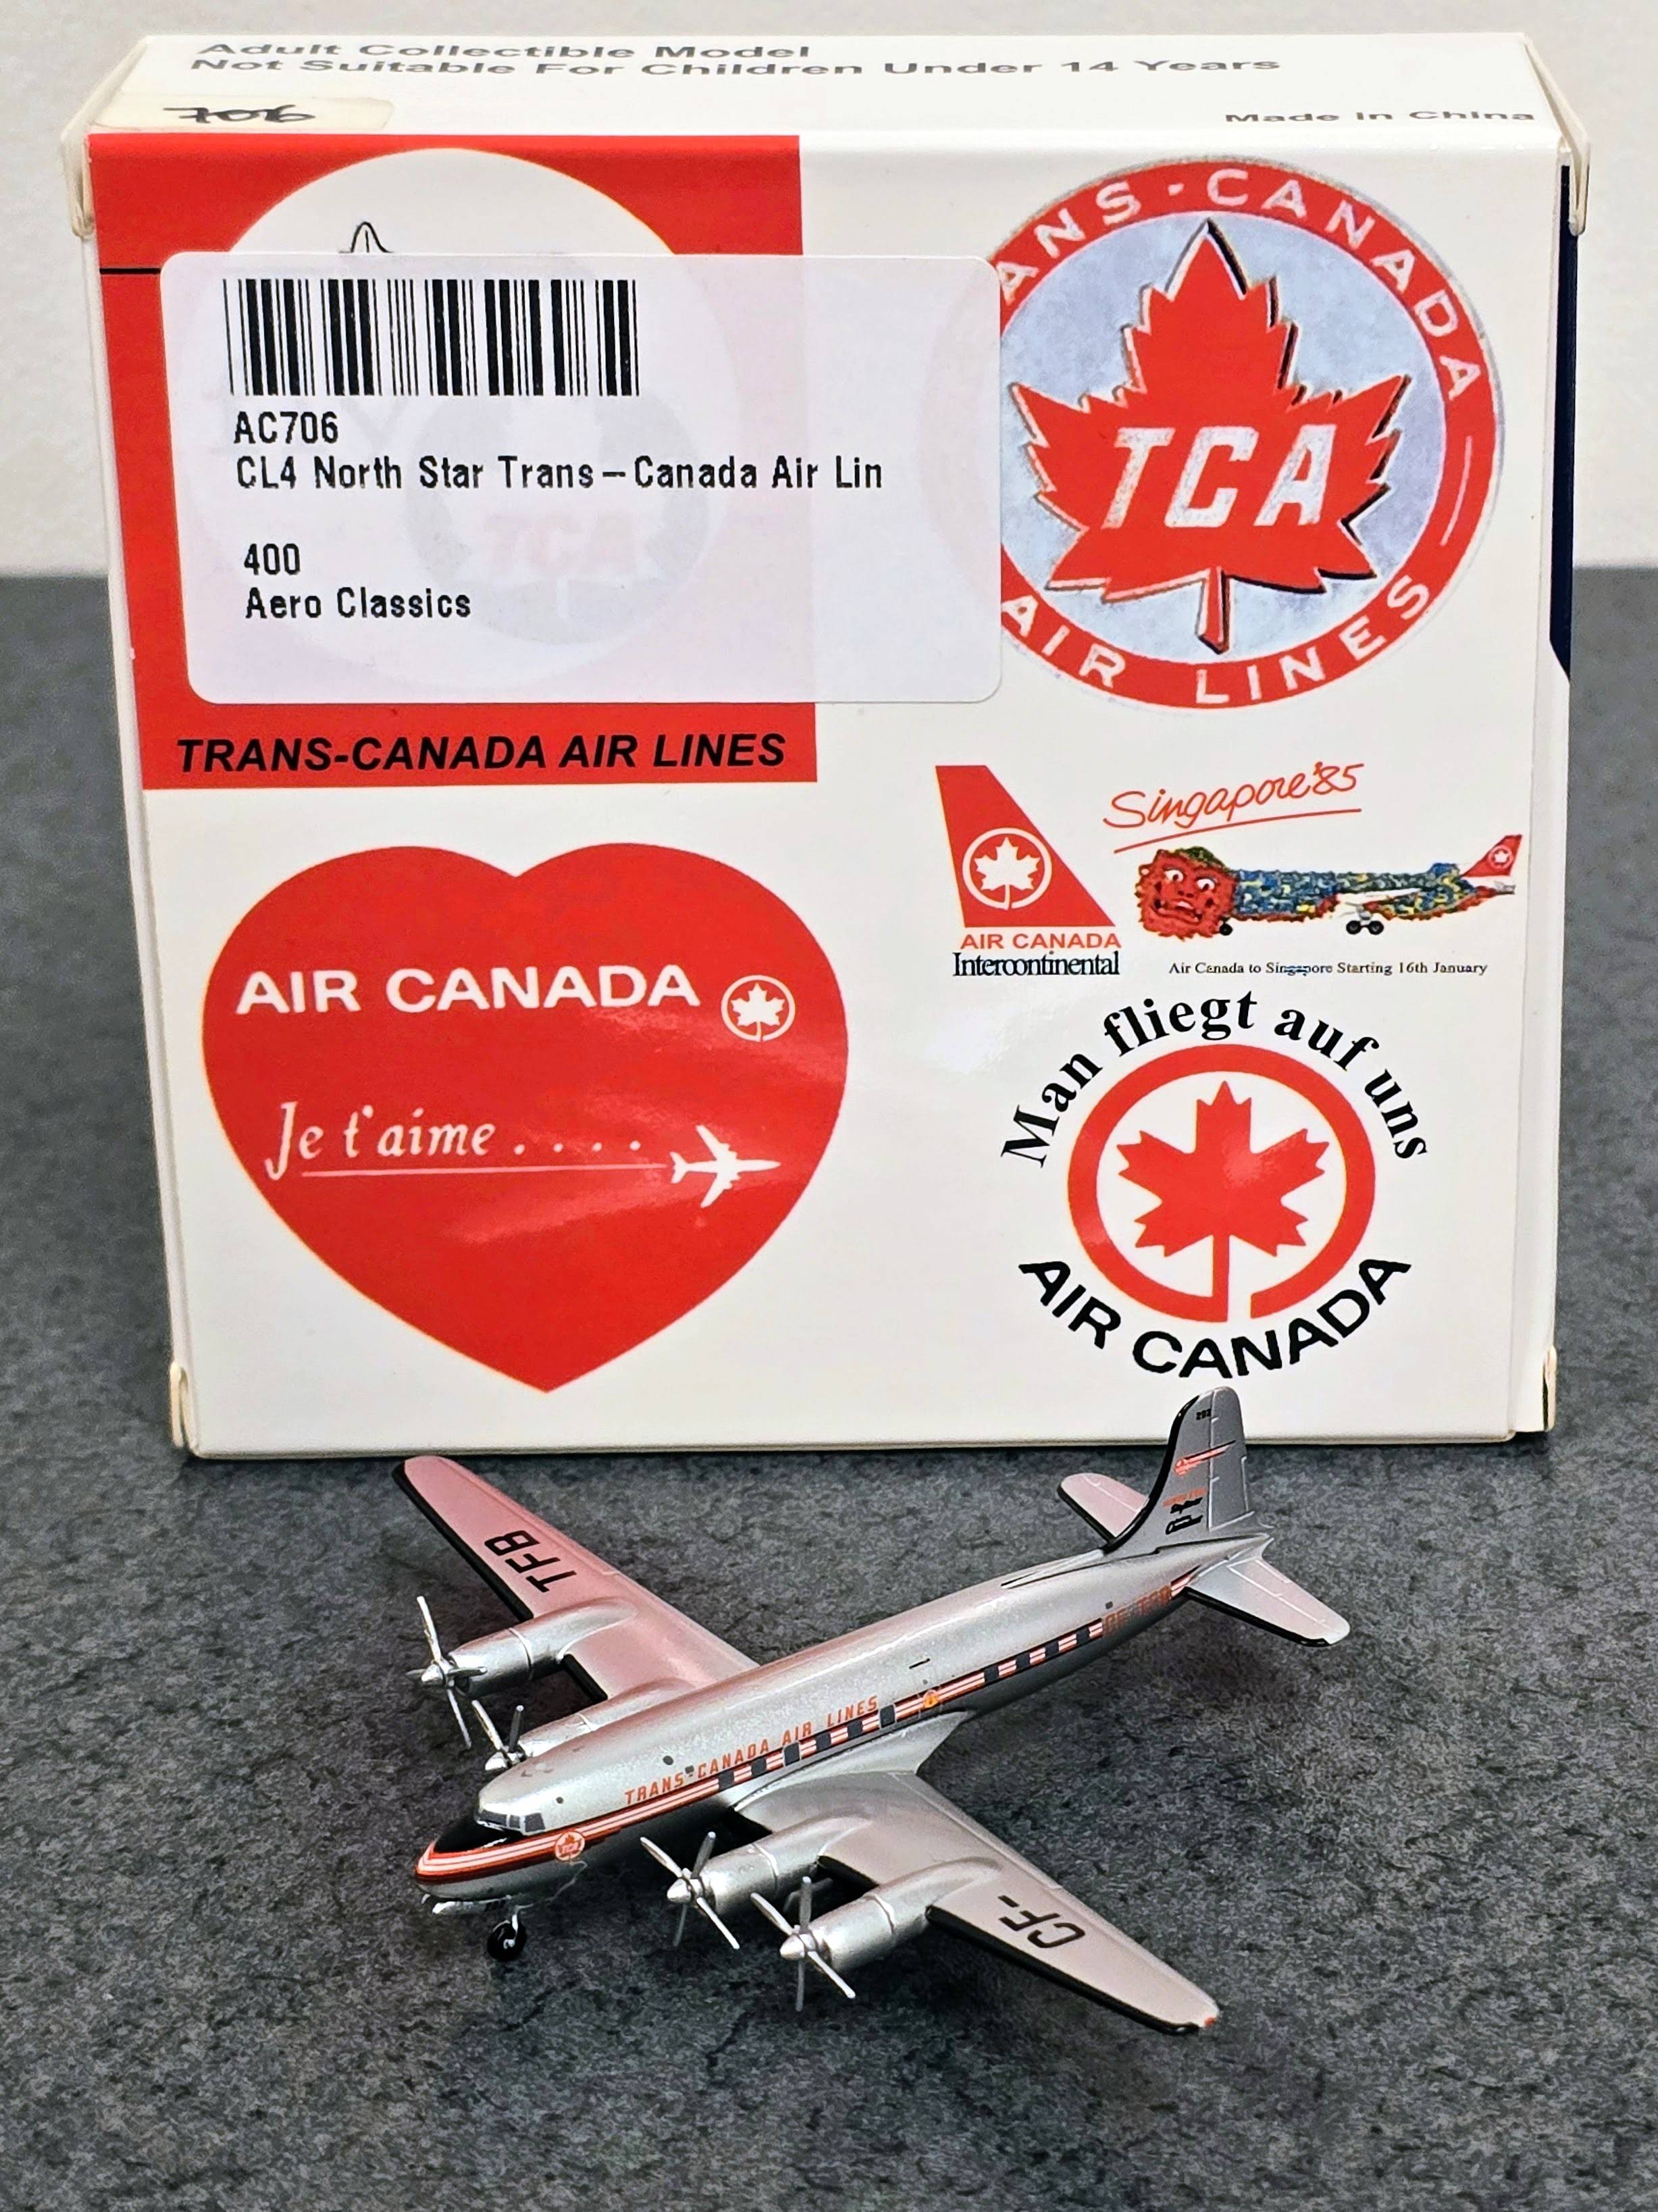 Adult Collectible Model
Not Suitable For Children Under 14 Years
Made in China
TRANS-CANADA
AIR LINES
TCA
AC706
CL4 North Star Trans-Canada Air Lin
400
Aero Classics
TCA
TRANS-CANADA AIR LINES
Singapore'85
AIR CANADA
Intercontinental
Air Canada to Singapore Starting 16th January
AIR CANADA
Je t'aime....
Man fliegt auf uns
AIR CANADA
TFB
TRANS-CANADA AIR LINES
TCA
CF-